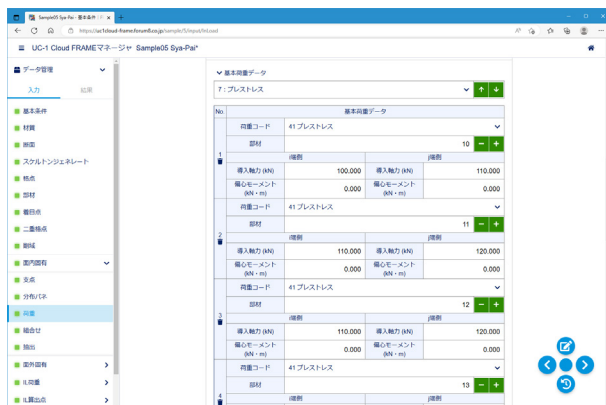 Sample05 Sya-Pai - 基本条件 | F
https://uc1cloud-frame.forum8.co.jp/sample/InLoad
UC-1 Cloud FRAMEマネージャ Sample05 Sya-Pai*
データ管理
入力 結果
基本条件
材質
断面
スケルトンジェネレート
格点
部材
着目点
二重格点
剛域
面内固有
支点
分布バネ
荷重
組合せ
抽出
面外固有
IL荷重
IL算出点
基本荷重データ
7 : プレストレス
No 基本荷重データ
1
荷重コード 41 プレストレス
部材 10
i端側 j端側
導入軸力 (kN) 100.000 導入軸力 (kN) 110.000
偏心モーメント (kN・m) 0.000 偏心モーメント (kN・m) 0.000
2
荷重コード 41 プレストレス
部材 11
i端側 j端側
導入軸力 (kN) 110.000 導入軸力 (kN) 120.000
偏心モーメント (kN・m) 0.000 偏心モーメント (kN・m) 0.000
3
荷重コード 41 プレストレス
部材 12
i端側 j端側
導入軸力 (kN) 110.000 導入軸力 (kN) 120.000
偏心モーメント (kN・m) 0.000 偏心モーメント (kN・m) 0.000
4
荷重コード 41 プレストレス
部材 13
i端側 j端側